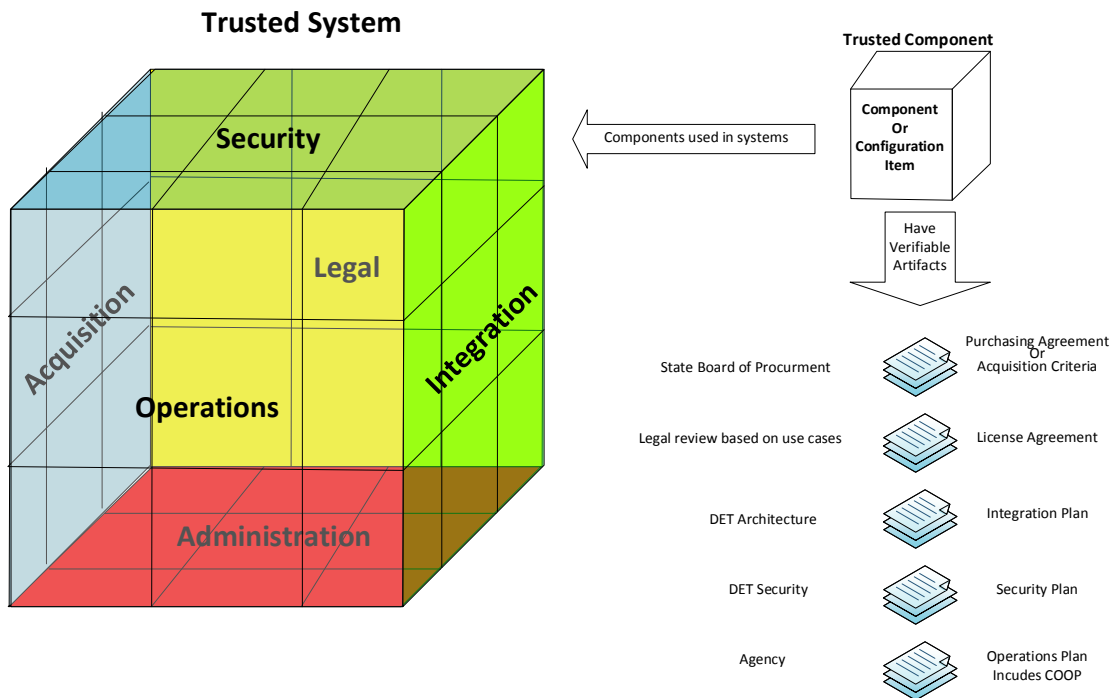 Trusted System
Trusted Component
Security
Component
Or
Configuration
Item
Components used in systems
Have
Verifiable
Artifacts
Legal
Acquisition
Integration
Operations
Administration
State Board of Procurment
Purchasing Agreement
Or
Acquisition Criteria
Legal review based on use cases
License Agreement
DET Architecture
Integration Plan
DET Security
Security Plan
Agency
Operations Plan
Incudes COOP